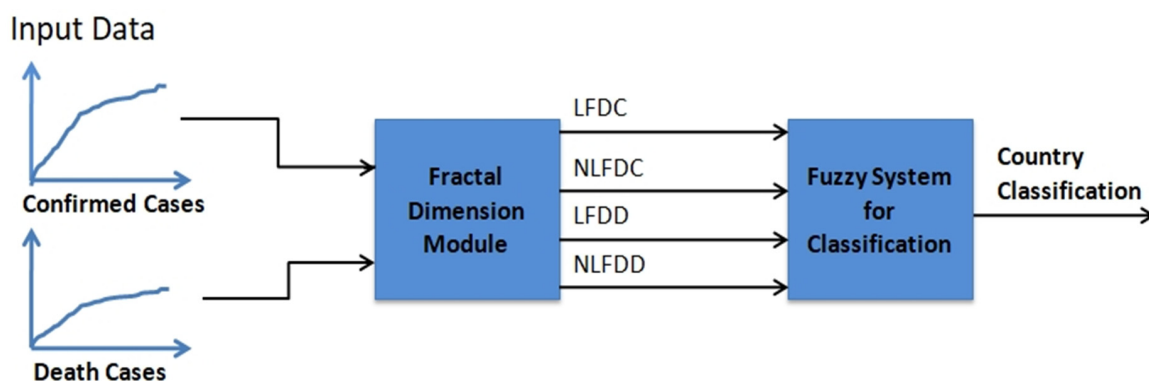 Input Data
Confirmed Cases
Death Cases
Fractal
Dimension
Module
LFDC
NLFDC
LFDD
NLFDD
Fuzzy System
for
Classification
Country
Classification